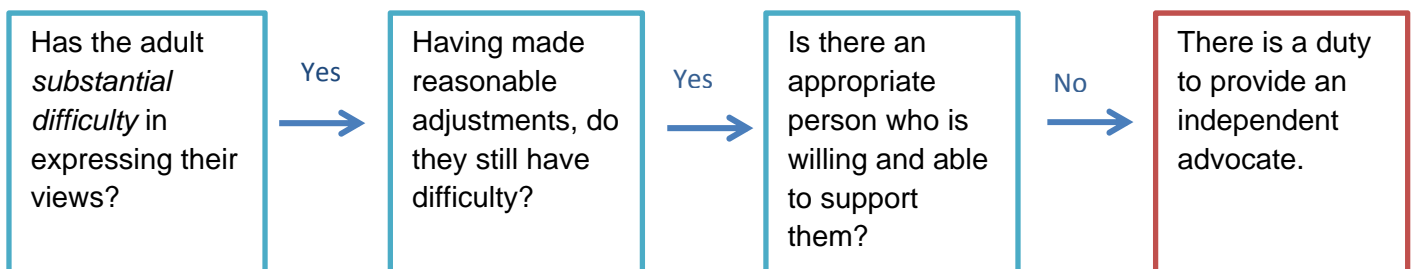 Has the adult
substantial
difficulty in
expressing their
views?
Yes
Having made
reasonable
adjustments, do
they still have
difficulty?
Yes
Is there an
appropriate
person who is
willing and able
to support
them?
No
There is a duty
to provide an
independent
advocate.